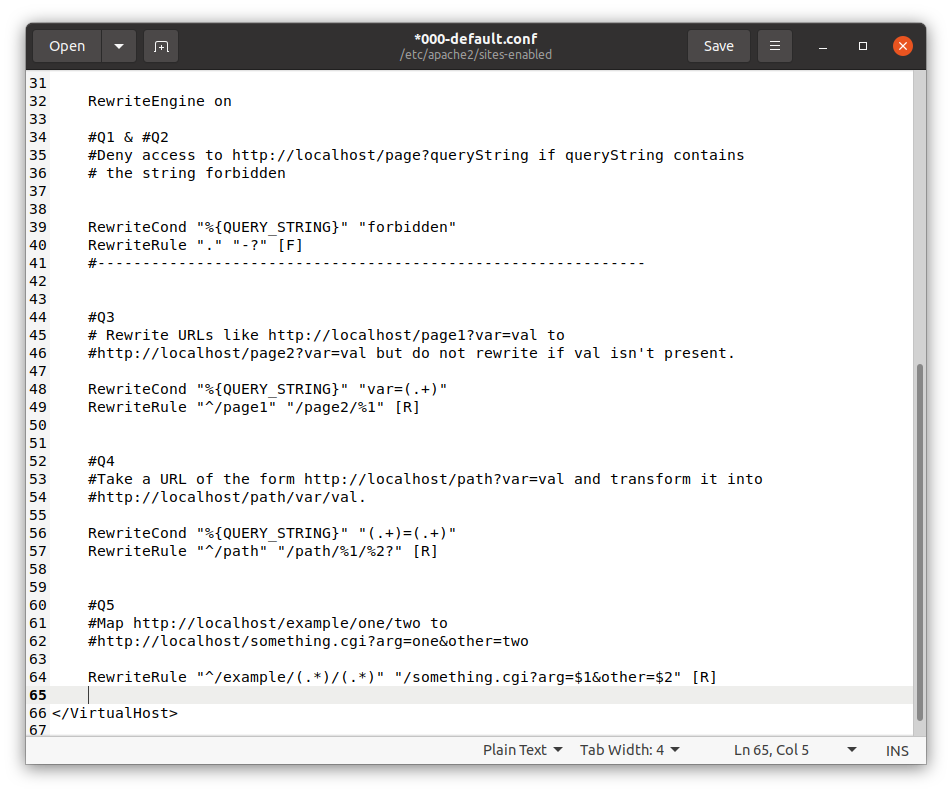 Open
*000-default.conf
/etc/apache2/sites-enabled
Save
31
32 RewriteEngine on
33
34 #Q1 & #Q2
35 #Deny access to http://localhost/page?queryString if queryString contains
36 # the string forbidden
37
38
39 RewriteCond "%{QUERY_STRING}" "forbidden"
40 RewriteRule "." "-?" [F]
41 #-------------------------------------------------------------
42
43
44 #Q3
45 # Rewrite URLs like http://localhost/page1?var=val to
46 #http://localhost/page2?var=val but do not rewrite if val isn't present.
47
48 RewriteCond "%{QUERY_STRING}" "var=(.+)"
49 RewriteRule "^/page1" "/page2/%1" [R]
50
51
52 #Q4
53 #Take a URL of the form http://localhost/path?var=val and transform it into
54 #http://localhost/path/var/val.
55
56 RewriteCond "%{QUERY_STRING}" "(.+)=(.+)"
57 RewriteRule "^/path" "/path/%1/%2?" [R]
58
59
60 #Q5
61 #Map http://localhost/example/one/two to
62 #http://localhost/something.cgi?arg=one&other=two
63
64 RewriteRule "^/example/(.*)/(.*)" "/something.cgi?arg=$1&other=$2" [R]
65
66 </VirtualHost>
67
Plain Text Tab Width: 4 Ln 65, Col 5 INS